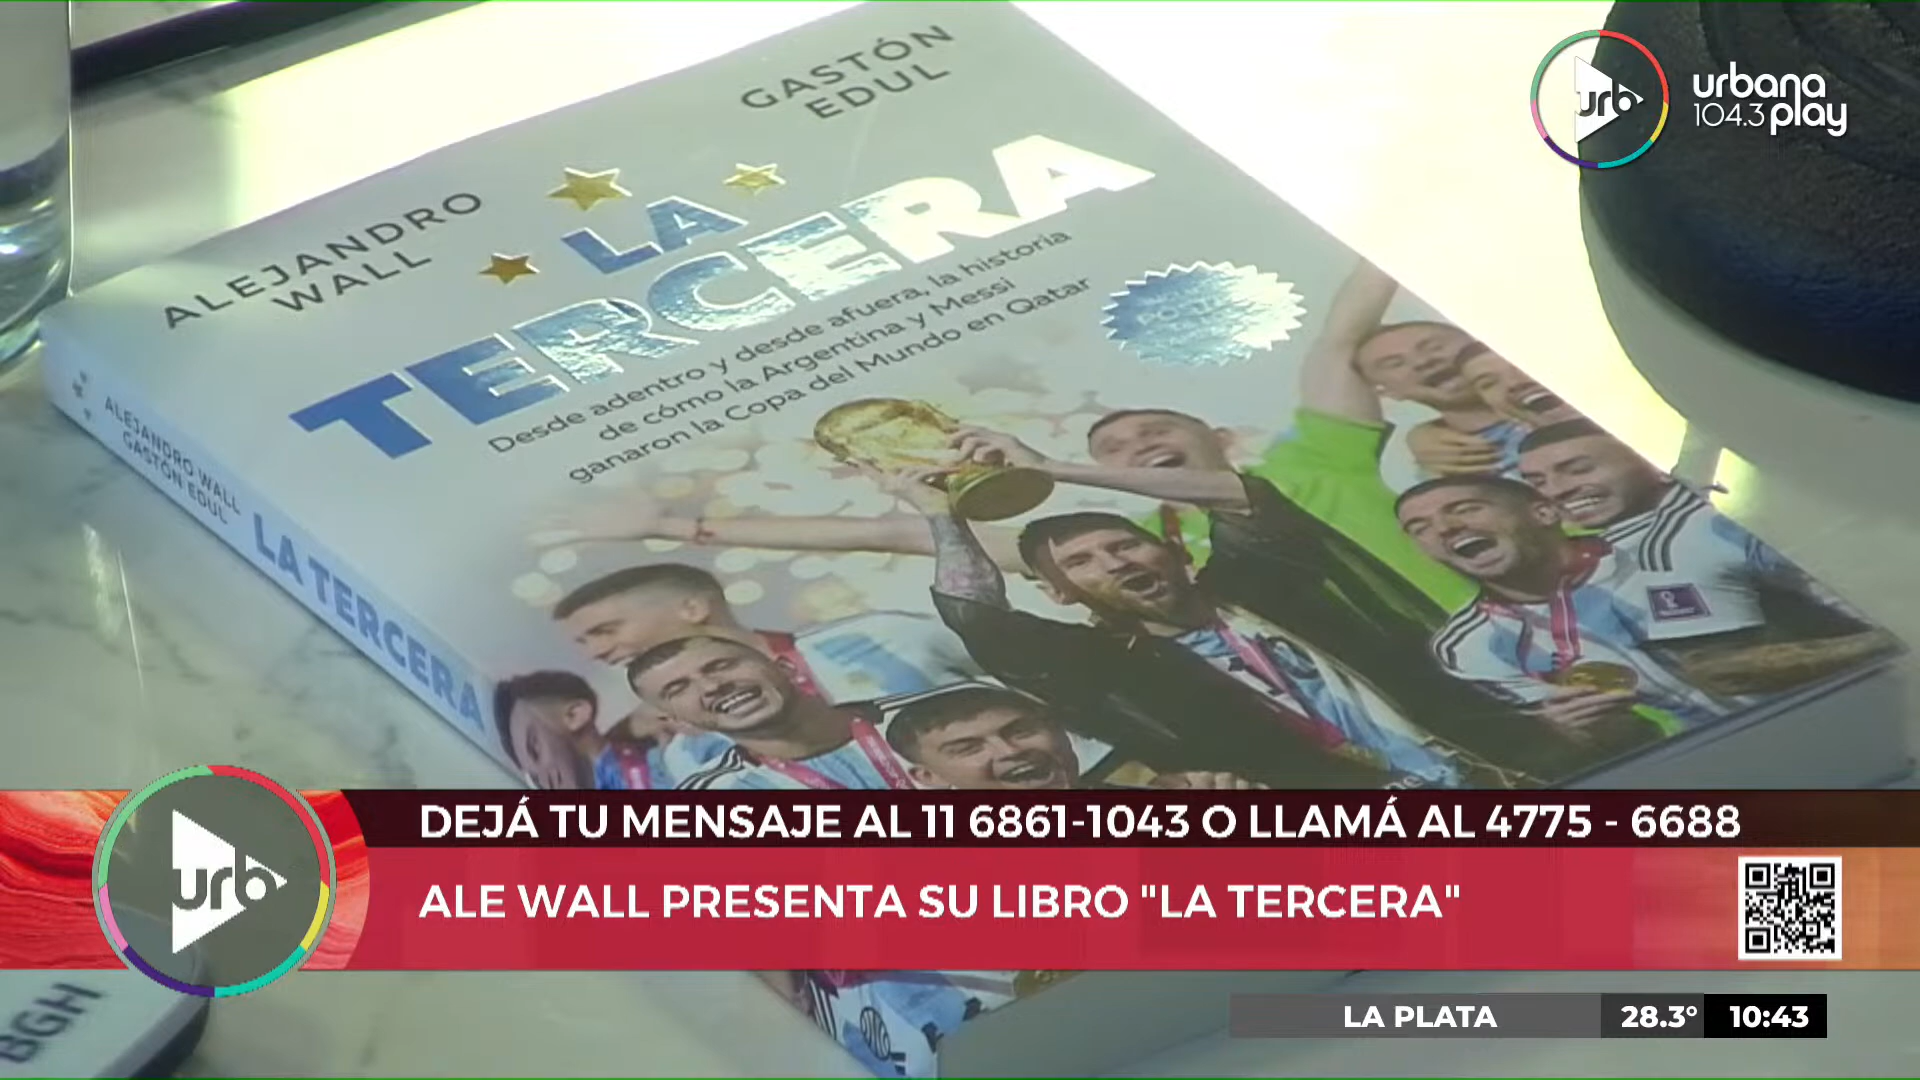 GASTÓN
EDUL
ALEJANDRO
WALL
LA
TERCERA
Desde adentro y desde afuera, la historia
de cómo la Argentina y Messi
ganaron la Copa del Mundo en Qatar
ALEJANDRO WALL
GASTÓN EDUL
LA TERCERA
urb
urbana
104.3 play
DEJÁ TU MENSAJE AL 11 6861-1043 O LLAMÁ AL 4775 - 6688
urb
ALE WALL PRESENTA SU LIBRO "LA TERCERA"
BGH
LA PLATA 28.3° 10:43